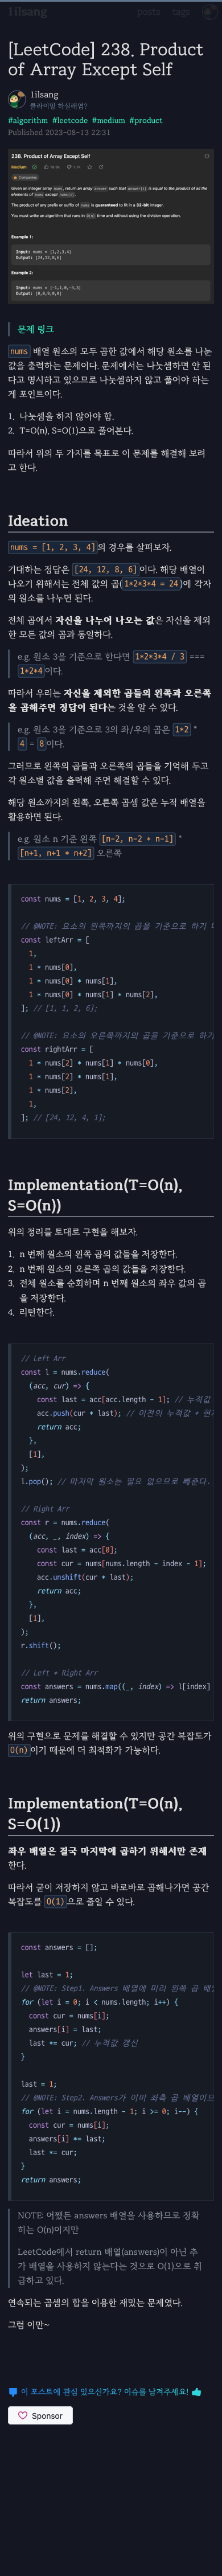 1ilsang
posts tags
[LeetCode] 238. Product
of Array Except Self
1ilsang
클라이밍 하실래염?
#algorithm #leetcode #medium #product
Published 2023-08-13 22:31
238. Product of Array Except Self
Medium
Companies
Given an integer array nums, return an array answer such that answer[i] is equal to the product of all the
elements of nums except nums[i].
The product of any prefix or suffix of nums is guaranteed to fit in a 32-bit integer.
You must write an algorithm that runs in O(n) time and without using the division operation.
Example 1:
Input: nums = [1,2,3,4]
Output: [24,12,8,6]
Example 2:
Input: nums = [-1,1,0,-3,3]
Output: [0,0,9,0,0]
문제 링크
nums 배열 원소의 모두 곱한 값에서 해당 원소를 나눈
값을 출력하는 문제이다. 문제에서는 나눗셈하면 안 된
다고 명시하고 있으므로 나눗셈하지 않고 풀어야 하는
게 포인트이다.
1. 나눗셈을 하지 않아야 함.
2. T=O(n), S=O(1)으로 풀어본다.
따라서 위의 두 가지를 목표로 이 문제를 해결해 보려
고 한다.
Ideation
nums = [1, 2, 3, 4]의 경우를 살펴보자.
기대하는 정답은 [24, 12, 8, 6]이다. 해당 배열이
나오기 위해서는 전체 값의 곱(1*2*3*4 = 24)에 각자
의 원소를 나누면 된다.
전체 곱에서 자신을 나누어 나오는 값은 자신을 제외
한 모든 값의 곱과 동일하다.
e.g. 원소 3을 기준으로 한다면 1*2*3*4 / 3 ===
1*2*4이다.
따라서 우리는 자신을 제외한 곱들의 왼쪽과 오른쪽
을 곱해주면 정답이 된다는 것을 알 수 있다.
e.g. 원소 3을 기준으로 3의 좌/우의 곱은 1*2 *
4 = 8이다.
그러므로 왼쪽의 곱들과 오른쪽의 곱들을 기억해 두고
각 원소별 값을 출력해 주면 해결할 수 있다.
해당 원소까지의 왼쪽, 오른쪽 곱셈 값은 누적 배열을
활용하면 된다.
e.g. 원소 n 기준 왼쪽 [n-2, n-2 * n-1] *
[n+1, n+1 * n+2] 오른쪽
const nums = [1, 2, 3, 4];
// @NOTE: 요소의 왼쪽까지의 곱을 기준으로 하기
const leftArr = [
1,
1 * nums[0],
1 * nums[0] * nums[1],
1 * nums[0] * nums[1] * nums[2],
]; // [1, 1, 2, 6];
// @NOTE: 요소의 오른쪽까지의 곱을 기준으로 하기
const rightArr = [
1 * nums[2] * nums[1] * nums[0],
1 * nums[2] * nums[1],
1 * nums[2],
1,
]; // [24, 12, 4, 1];
Implementation(T=O(n),
S=O(n))
위의 정리를 토대로 구현을 해보자.
1. n 번째 원소의 왼쪽 곱의 값들을 저장한다.
2. n 번째 원소의 오른쪽 곱의 값들을 저장한다.
3. 전체 원소를 순회하며 n 번째 원소의 좌우 값의 곱
을 저장한다.
4. 리턴한다.
// Left Arr
const l = nums.reduce(
(acc, cur) => {
const last = acc[acc.length - 1]; // 누적값
acc.push(cur * last); // 이전의 누적값 * 현
return acc;
},
[1],
);
l.pop(); // 마지막 원소는 필요 없으므로 빼준다.
// Right Arr
const r = nums.reduce(
(acc, _, index) => {
const last = acc[0];
const cur = nums[nums.length - index - 1];
acc.unshift(cur * last);
return acc;
},
[1],
);
r.shift();
// Left * Right Arr
const answers = nums.map((_, index) => l[index]
return answers;
위의 구현으로 문제를 해결할 수 있지만 공간 복잡도가
O(n)이기 때문에 더 최적화가 가능하다.
Implementation(T=O(n),
S=O(1))
좌우 배열은 결국 마지막에 곱하기 위해서만 존재
한다.
따라서 굳이 저장하지 않고 바로바로 곱해나가면 공간
복잡도를 O(1)으로 줄일 수 있다.
const answers = [];
let last = 1;
// @NOTE: Step1. Answers 배열에 미리 왼쪽 곱 배
for (let i = 0; i < nums.length; i++) {
const cur = nums[i];
answers[i] = last;
last *= cur; // 누적값 갱신
}
last = 1;
// @NOTE: Step2. Answers가 이미 좌측 곱 배열이므
for (let i = nums.length - 1; i >= 0; i--) {
const cur = nums[i];
answers[i] *= last;
last *= cur;
}
return answers;
NOTE: 어쨌든 answers 배열을 사용하므로 정확
히는 O(n)이지만
LeetCode에서 return 배열(answers)이 아닌 추
가 배열을 사용하지 않는다는 것으로 O(1)으로 취
급하고 있다.
연속되는 곱셈의 합을 이용한 재밌는 문제였다.
그럼 이만~
이 포스트에 관심 있으신가요? 이슈를 남겨주세요!
Sponsor